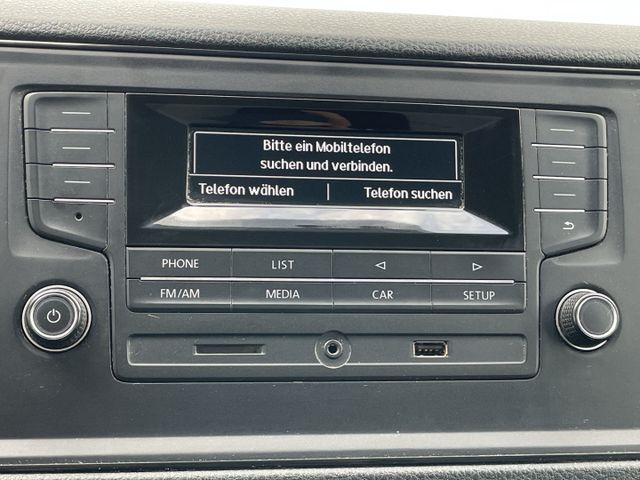 Bitte ein Mobiltelefon
suchen und verbinden.
Telefon wählen | Telefon suchen
PHONE LIST
FM/AM MEDIA CAR SETUP